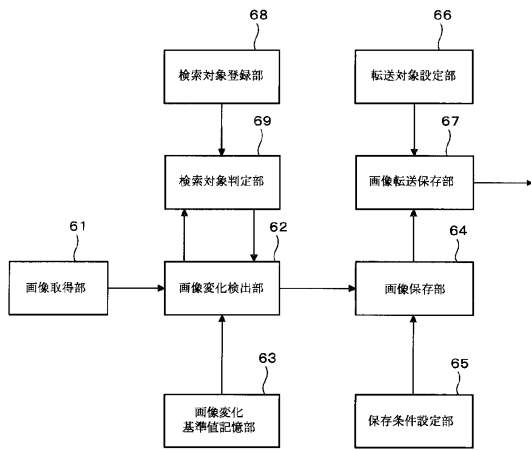 68
検索対象登録部
66
転送対象設定部
69
検索対象判定部
67
画像転送保存部
61
画像取得部
62
画像変化検出部
64
画像保存部
63
画像変化
基準値記憶部
65
保存条件設定部